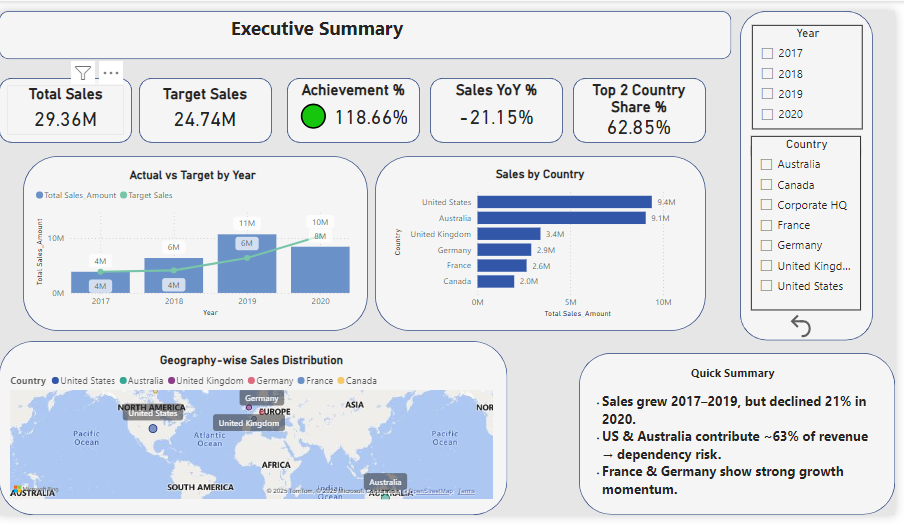 Executive Summary
Total Sales
29.36M
Target Sales
24.74M
Achievement %
118.66%
Sales YoY %
-21.15%
Top 2 Country
Share %
62.85%
Year
2017
2018
2019
2020
Country
Australia
Canada
Corporate HQ
France
Germany
United Kingd...
United States
Actual vs Target by Year
Total Sales_Amount Target Sales
Total Sales_Amount
10M
0M
4M
6M
11M
10M
8M
4M
4M
6M
2017 2018 2019 2020
Year
Sales by Country
Country
United States 9.4M
Australia 9.1M
United Kingdom 3.4M
Germany 2.9M
France 2.6M
Canada 2.0M
0M 5M 10M
Total Sales_Amount
Geography-wise Sales Distribution
Country United States Australia United Kingdom Germany France Canada
NORTH AMERICA
United States
Germany
EUROPE
United Kingdom
ASIA
NOR
Pacific
Ocean
Atlantic
Ocean
Pacific
Ocean
AFRICA
SOUTH AMERICA
Indian
Ocean
Australia
AUSTRALIA
AUSTRALIA
© 2025 TomTom, © 2025 Microsoft
OpenStreetMap Terms
Quick Summary
· Sales grew 2017–2019, but declined 21% in
2020.
· US & Australia contribute ~63% of revenue
→ dependency risk.
· France & Germany show strong growth
momentum.